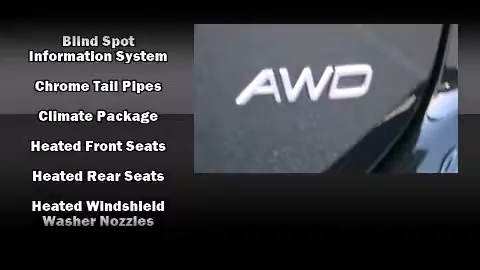 Blind Spot
Information System
Chrome Tail Pipes
Climate Package
Heated Front Seats
Heated Rear Seats
Heated Windshield
Washer Nozzles
AWD